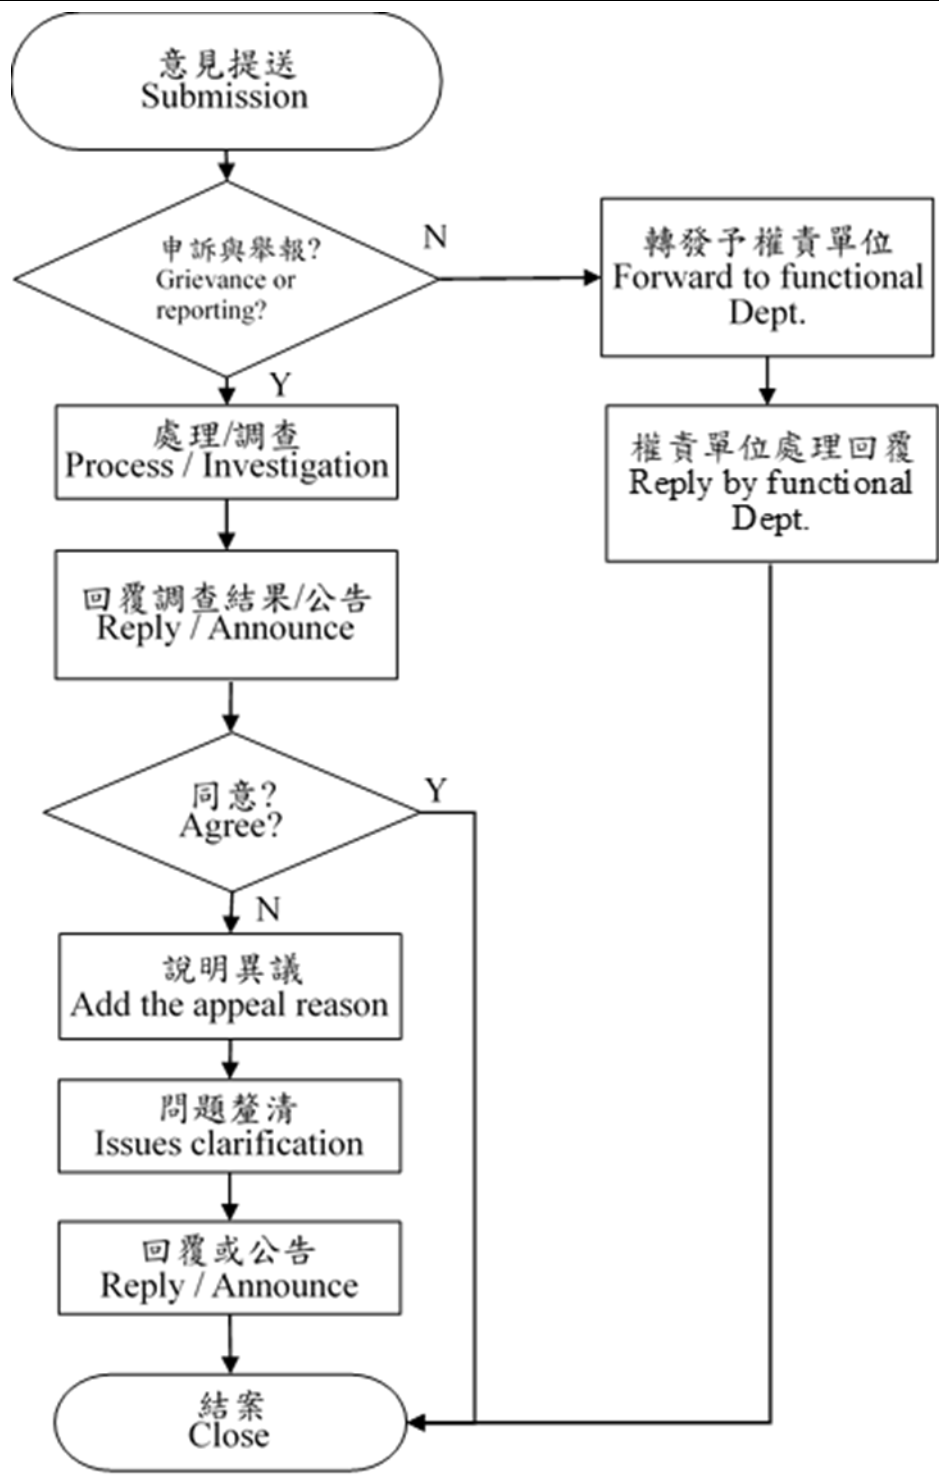 意見提送
Submission
申訴與舉報?
Grievance or
reporting?
N
轉發予權責單位
Forward to functional
Dept.
Y
處理/調查
Process / Investigation
權責單位處理回覆
Reply by functional
Dept.
回覆調查結果/公告
Reply / Announce
同意?
Agree?
Y
N
說明異議
Add the appeal reason
問題釐清
Issues clarification
回覆或公告
Reply / Announce
結案
Close